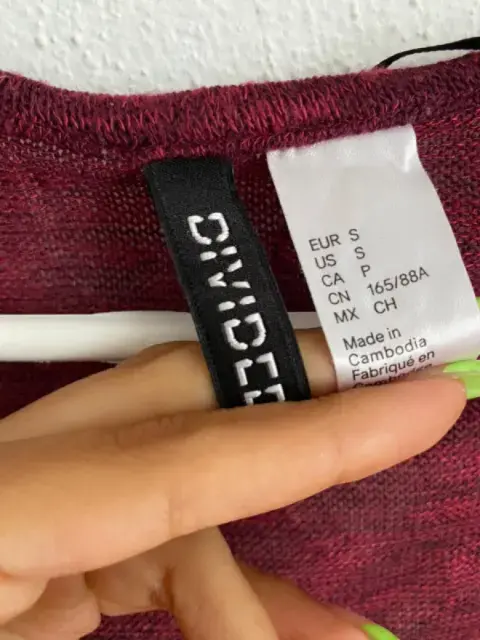 DIVIDE
EUR S
US S
CA P
CN 165/88A
MX CH
Made in
Cambodia
Fabriqué en